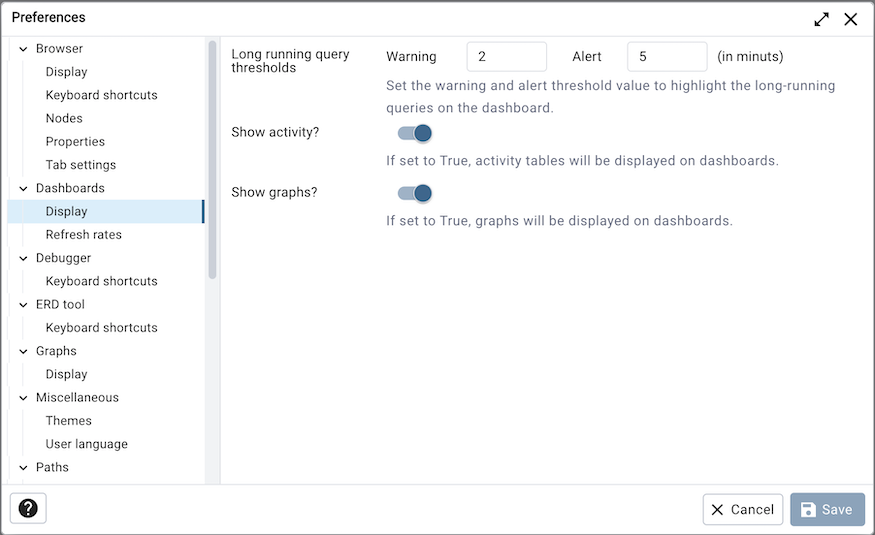 Preferences
Browser
Display
Keyboard shortcuts
Nodes
Properties
Tab settings
Dashboards
Display
Refresh rates
Debugger
Keyboard shortcuts
ERD tool
Keyboard shortcuts
Graphs
Display
Miscellaneous
Themes
User language
Paths
Long running query
thresholds
Warning 2 Alert 5 (in minuts)
Set the warning and alert threshold value to highlight the long-running
queries on the dashboard.
Show activity?
If set to True, activity tables will be displayed on dashboards.
Show graphs?
If set to True, graphs will be displayed on dashboards.
?
Cancel Save